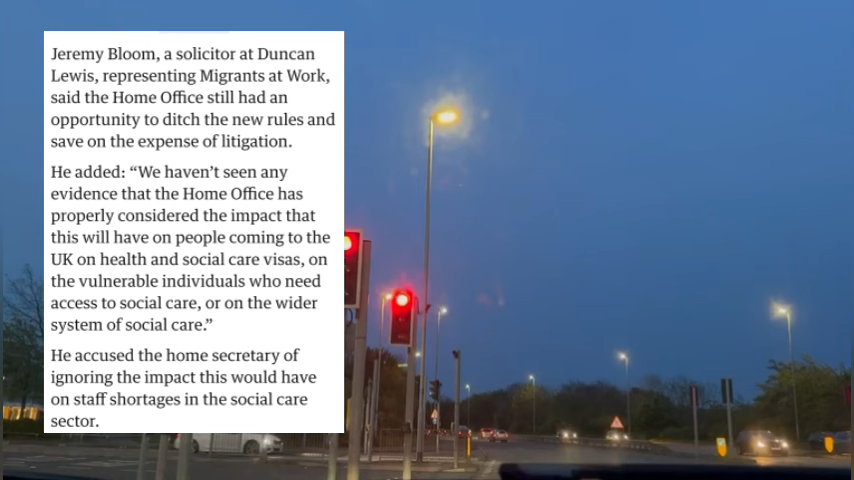 Jeremy Bloom, a solicitor at Duncan
Lewis, representing Migrants at Work,
said the Home Office still had an
opportunity to ditch the new rules and
save on the expense of litigation.
He added: “We haven’t seen any
evidence that the Home Office has
properly considered the impact that
this will have on people coming to the
UK on health and social care visas, on
the vulnerable individuals who need
access to social care, or on the wider
system of social care.”
He accused the home secretary of
ignoring the impact this would have
on staff shortages in the social care
sector.